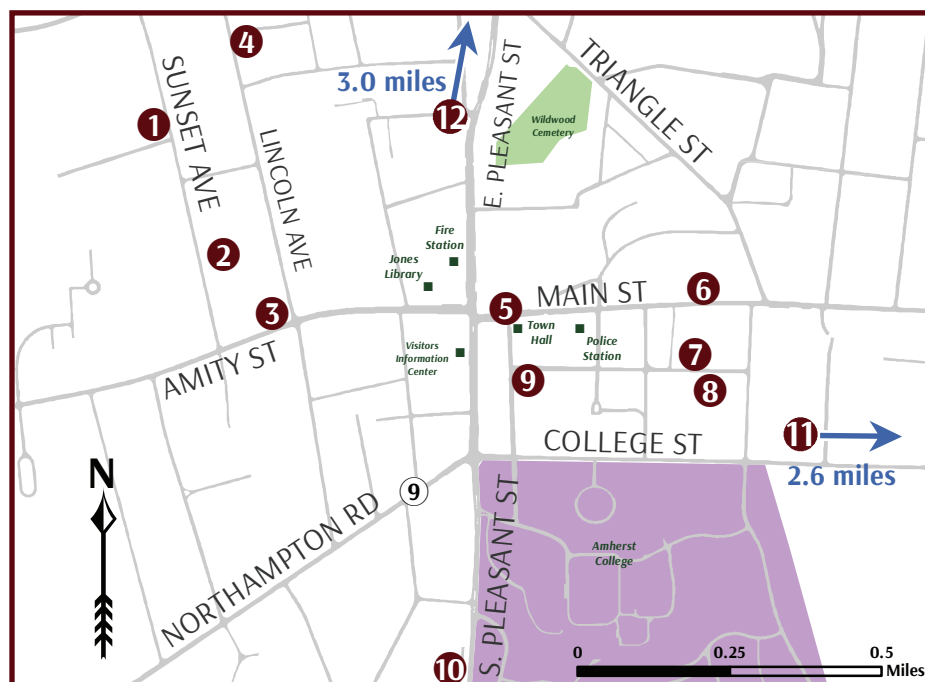 4
SUNSET AVE
3.0 miles
E. PLEASANT ST
TRIANGLE ST
1
12
Wildwood
Cemetery
LINCOLN AVE
2
Fire
Station
Jones
Library
3
5
MAIN ST
6
AMITY ST
Visitors
Information
Center
Town
Hall
Police
Station
7
9
8
COLLEGE ST
11
2.6 miles
N
9
NORTHAMPTON RD
S. PLEASANT ST
Amherst
College
10
0 0.25 0.5
Miles